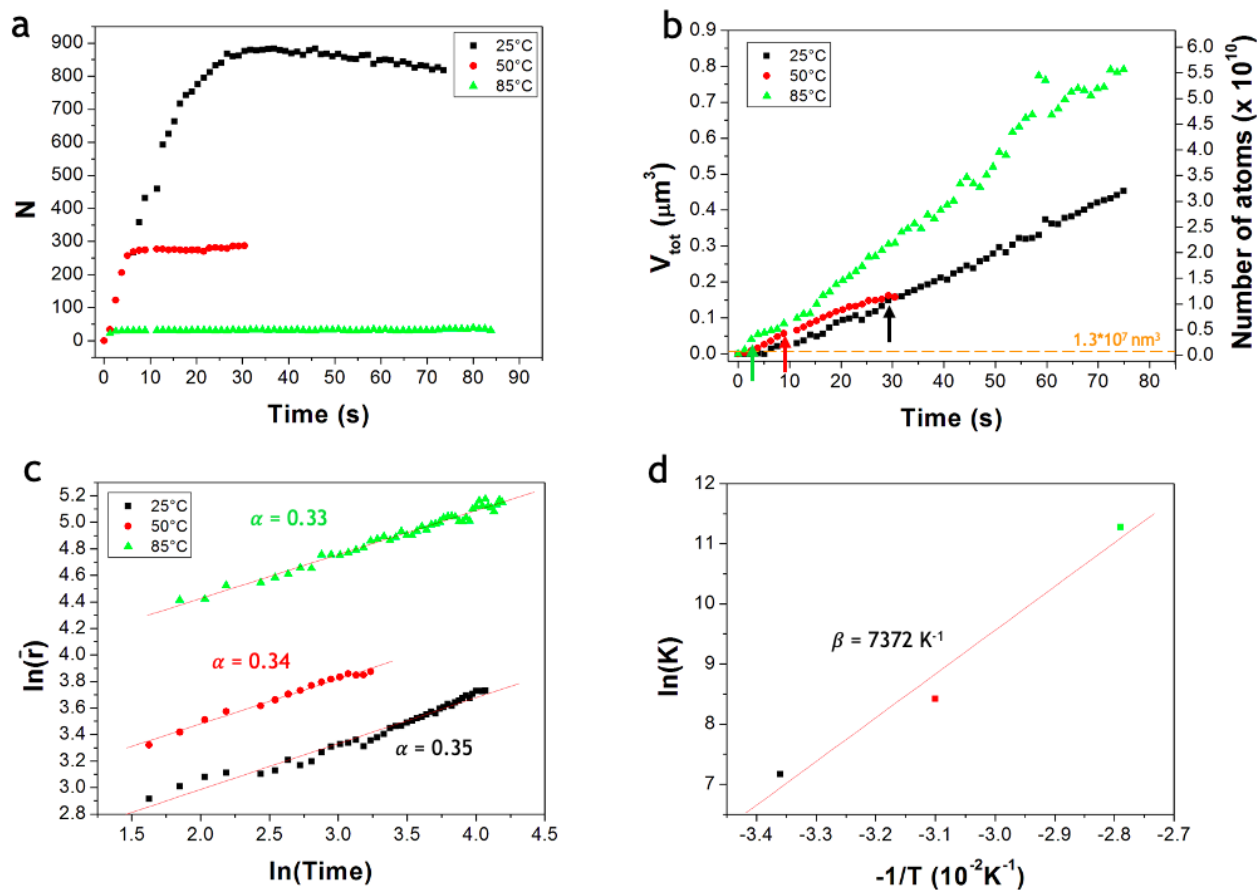 a
N
900
800
700
600
500
400
300
200
100
0
25°C
50°C
85°C
0 10 20 30 40 50 60 70 80 90
Time (s)
b
V_tot (μm³)
0.9
0.8
0.7
0.6
0.5
0.4
0.3
0.2
0.1
0.0
25°C
50°C
85°C
1.3*10⁷ nm³
6.0
5.5
5.0
4.5
4.0
3.5
3.0
2.5
2.0
1.5
1.0
0.5
0.0
Number of atoms (x 10¹⁰)
0 10 20 30 40 50 60 70 80
Time (s)
c
ln(r̄)
5.2
5.0
4.8
4.6
4.4
4.2
4.0
3.8
3.6
3.4
3.2
3.0
2.8
25°C
50°C
85°C
α = 0.33
α = 0.34
α = 0.35
1.5 2.0 2.5 3.0 3.5 4.0 4.5
ln(Time)
d
ln(K)
12
11
10
9
8
7
β = 7372 K⁻¹
-3.4 -3.3 -3.2 -3.1 -3.0 -2.9 -2.8 -2.7
-1/T (10⁻²K⁻¹)